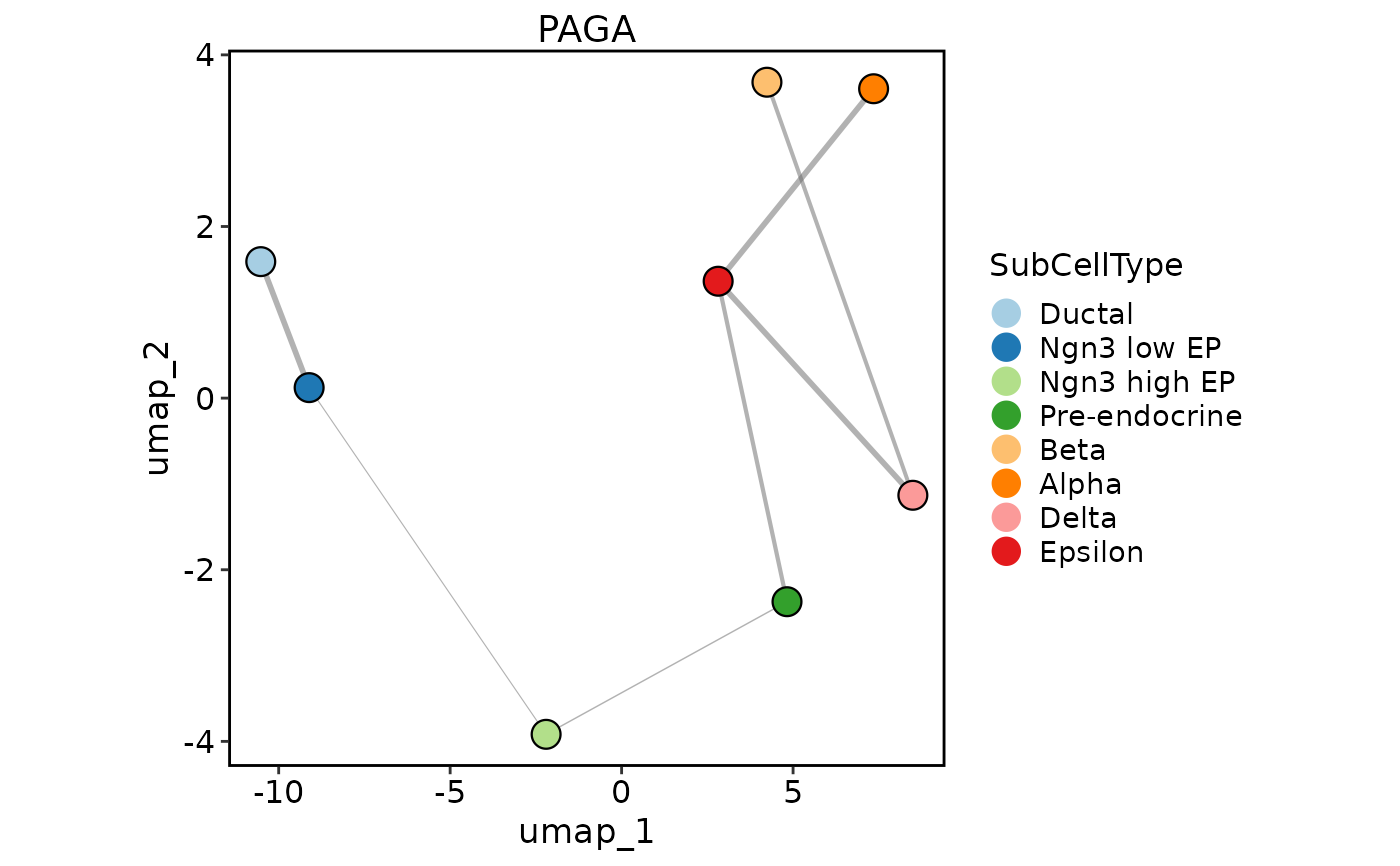 PAGA
4
2
0
-2
-4
umap_2
-10
-5
0
5
umap_1
SubCellType
Ductal
Ngn3 low EP
Ngn3 high EP
Pre-endocrine
Beta
Alpha
Delta
Epsilon